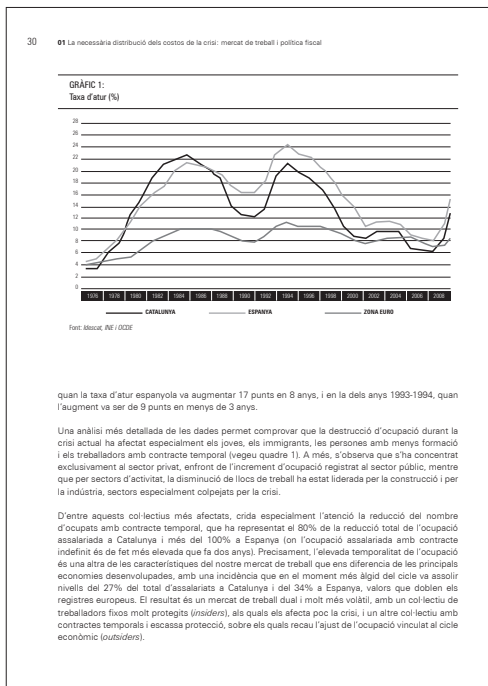 30 01 La necessària distribució dels costos de la crisi: mercat de treball i política fiscal
GRÀFIC 1:
Taxa d'atur (%)
28
26
24
22
20
18
16
14
12
10
8
6
4
2
0
1976 1978 1980 1982 1984 1986 1988 1990 1992 1994 1996 1998 2000 2002 2004 2006 2008
CATALUNYA ESPANYA ZONA EURO
Font: Idescat, INE i OCDE
quan la taxa d'atur espanyola va augmentar 17 punts en 8 anys, i en la dels anys 1993-1994, quan
l'augment va ser de 9 punts en menys de 3 anys.
Una anàlisi més detallada de les dades permet comprovar que la destrucció d'ocupació durant la
crisi actual ha afectat especialment els joves, els immigrants, les persones amb menys formació
i els treballadors amb contracte temporal (vegeu quadre 1). A més, s'observa que s'ha concentrat
exclusivament al sector privat, enfront de l'increment d'ocupació registrat al sector públic, mentre
que per sectors d'activitat, la disminució de llocs de treball ha estat liderada per la construcció i per
la indústria, sectors especialment colpejats per la crisi.
D'entre aquests col·lectius més afectats, crida especialment l'atenció la reducció del nombre
d'ocupats amb contracte temporal, que ha representat el 80% de la reducció total de l'ocupació
assalariada a Catalunya i més del 100% a Espanya (on l'ocupació assalariada amb contracte
indefinit és de fet més elevada que fa dos anys). Precisament, l'elevada temporalitat de l'ocupació
és una altra de les característiques del nostre mercat de treball que ens diferencia de les principals
economies desenvolupades, amb una incidència que en el moment més àlgid del cicle va assolir
nivells del 27% del total d'assalariats a Catalunya i del 34% a Espanya, valors que doblen els
registres europeus. El resultat és un mercat de treball dual i molt més volàtil, amb un col·lectiu de
treballadors fixos molt protegits (insiders), als quals els afecta poc la crisi, i un altre col·lectiu amb
contractes temporals i escassa protecció, sobre els quals recau l'ajust de l'ocupació vinculat al cicle
econòmic (outsiders).